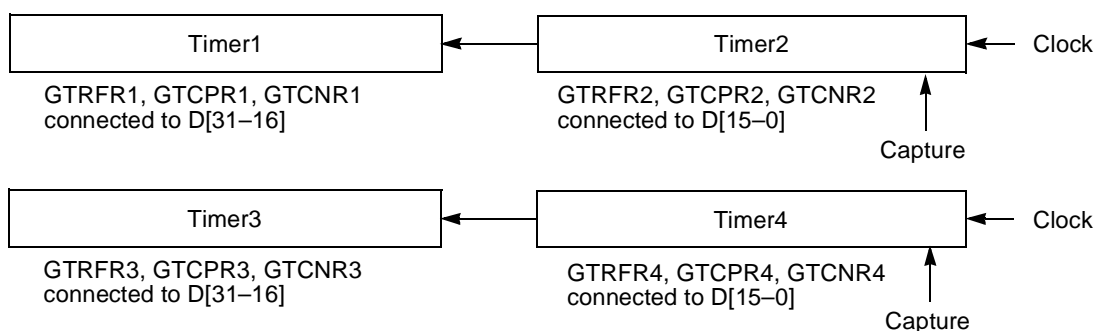 Timer1
Timer2
Clock
GTRFR1, GTCPR1, GTCNR1
connected to D[31–16]
GTRFR2, GTCPR2, GTCNR2
connected to D[15–0]
Capture
Timer3
Timer4
Clock
GTRFR3, GTCPR3, GTCNR3
connected to D[31–16]
GTRFR4, GTCPR4, GTCNR4
connected to D[15–0]
Capture